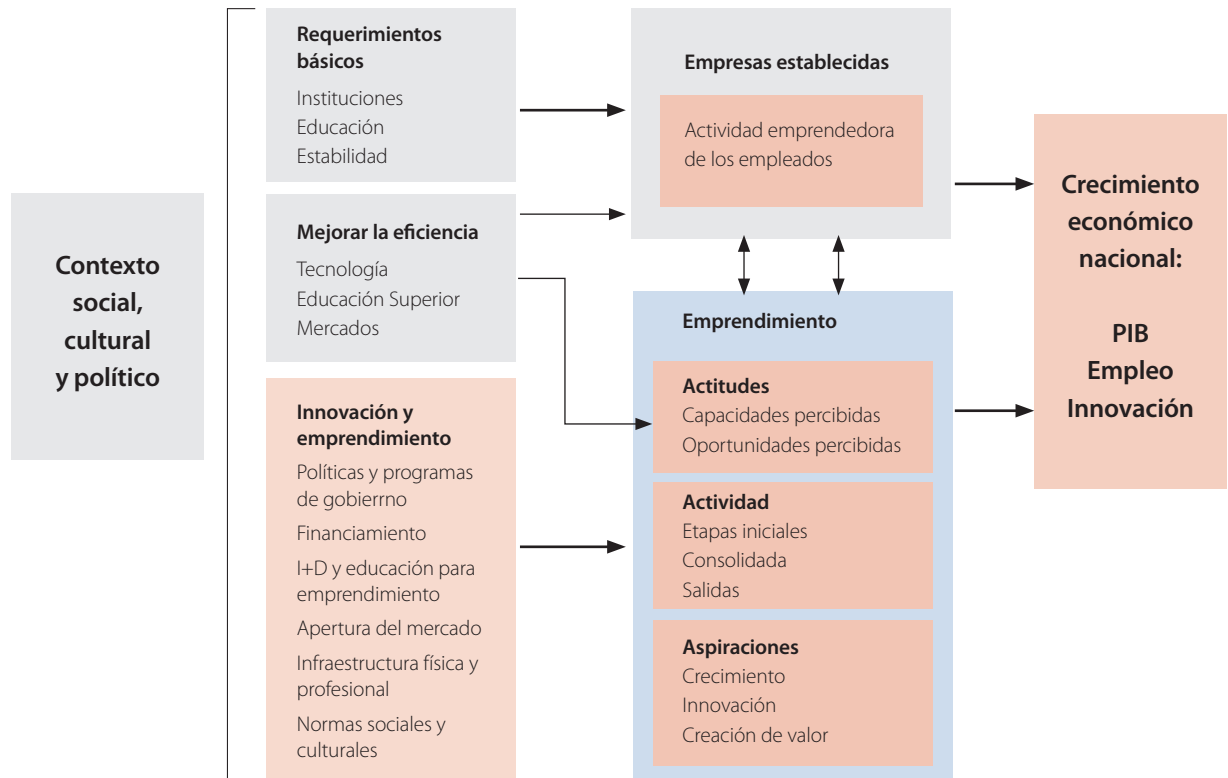 Contexto
social,
cultural
y político
Requerimientos
básicos
Instituciones
Educación
Estabilidad
Mejorar la eficiencia
Tecnología
Educación Superior
Mercados
Innovación y
emprendimiento
Políticas y programas
de gobierrno
Financiamiento
I+D y educación para
emprendimiento
Apertura del mercado
Infraestructura física y
profesional
Normas sociales y
culturales
Empresas establecidas
Actividad emprendedora
de los empleados
Emprendimiento
Actitudes
Capacidades percibidas
Oportunidades percibidas
Actividad
Etapas iniciales
Consolidada
Salidas
Aspiraciones
Crecimiento
Innovación
Creación de valor
Crecimiento
económico
nacional:
PIB
Empleo
Innovación